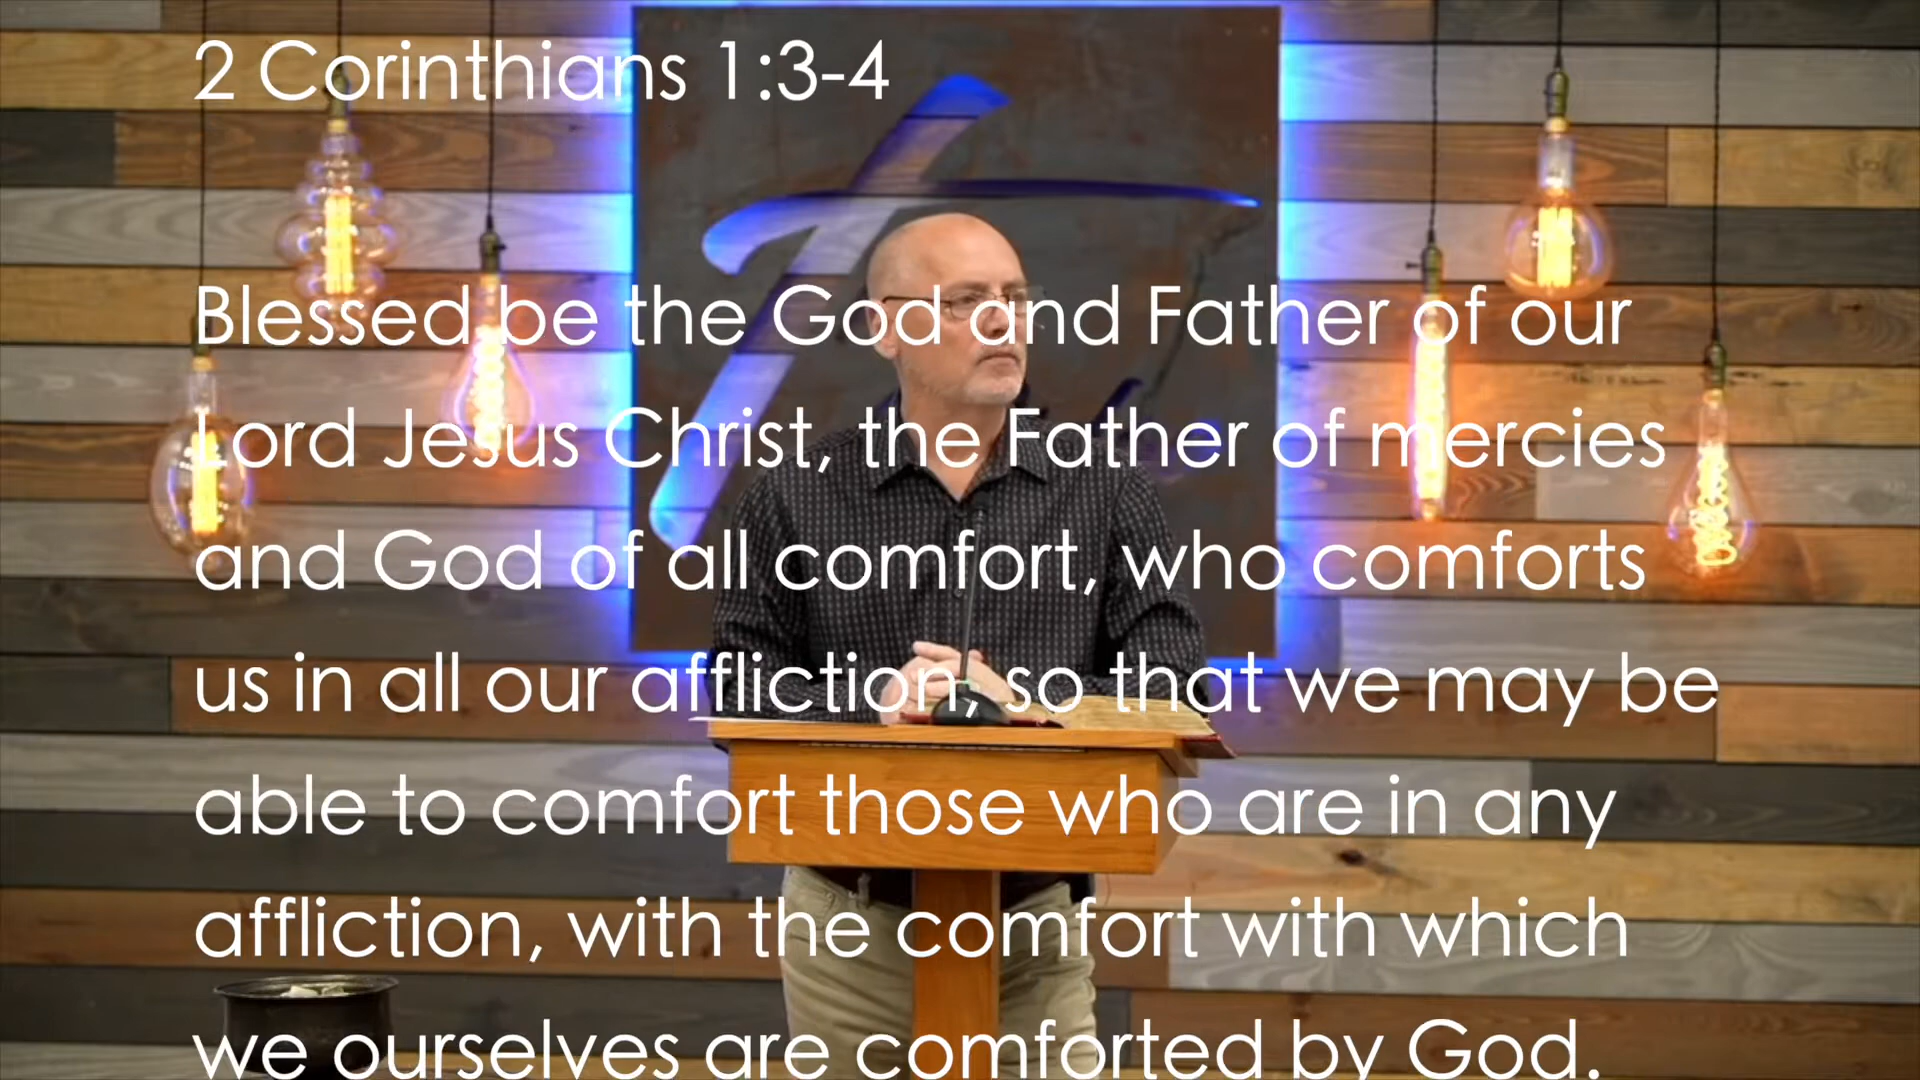 2 Corinthians 1:3-4
Blessed be the God and Father of our
Lord Jesus Christ, the Father of mercies
and God of all comfort, who comforts
us in all our affliction, so that we may be
able to comfort those who are in any
affliction, with the comfort with which
we ourselves are comforted by God.